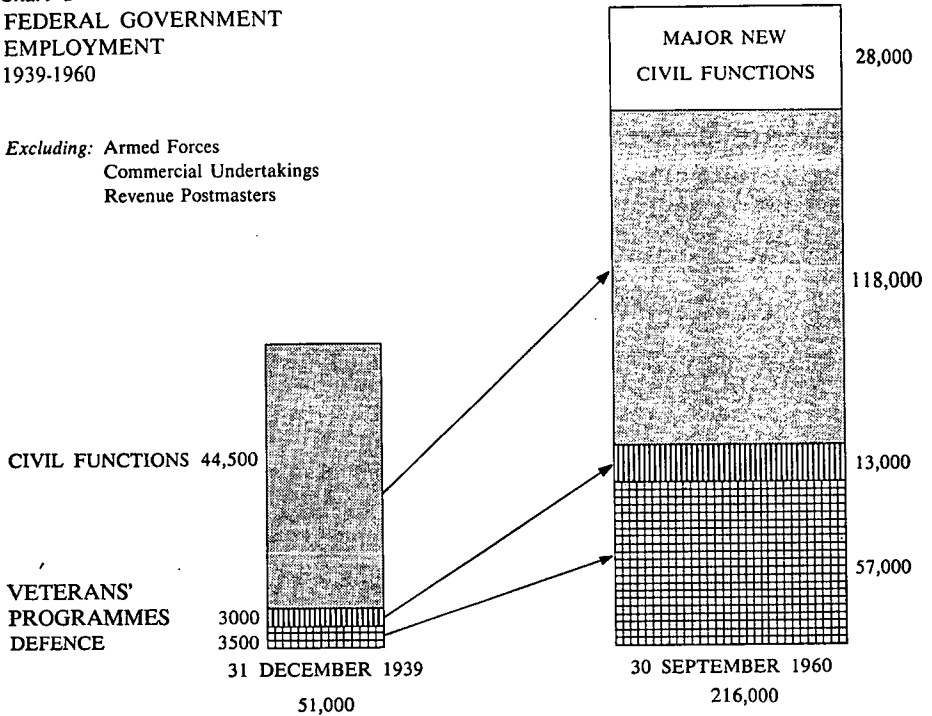 FEDERAL GOVERNMENT
EMPLOYMENT
1939-1960
Excluding: Armed Forces
Commercial Undertakings
Revenue Postmasters
MAJOR NEW
CIVIL FUNCTIONS
28,000
118,000
CIVIL FUNCTIONS 44,500
13,000
57,000
VETERANS'
PROGRAMMES 3000
DEFENCE 3500
31 DECEMBER 1939
51,000
30 SEPTEMBER 1960
216,000